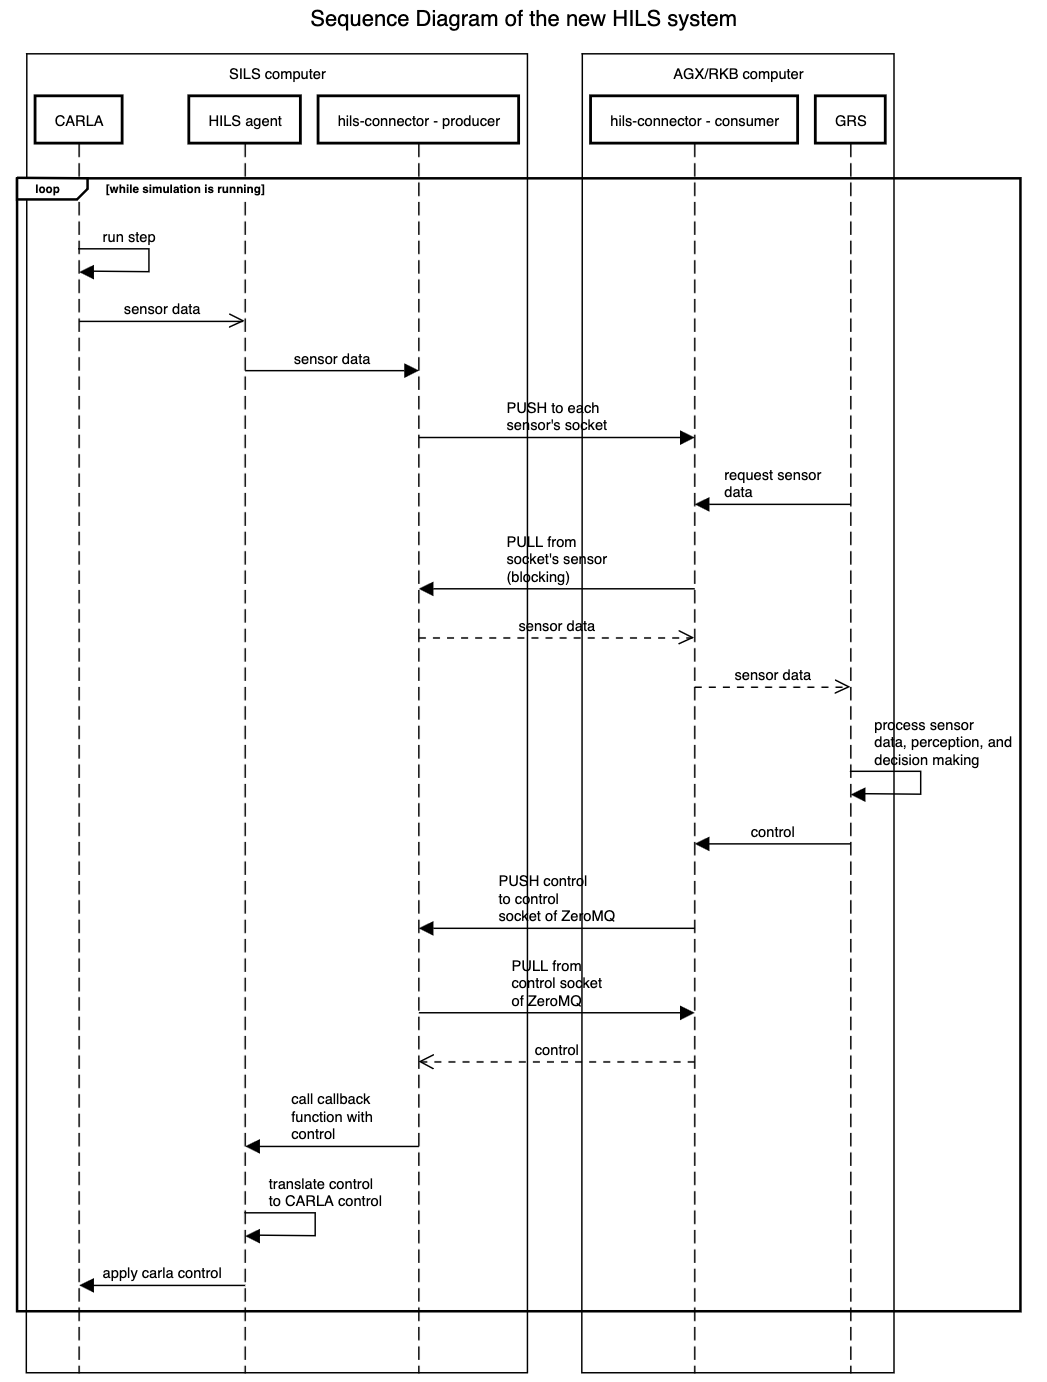 Sequence Diagram of the new HILS system
SILS computer
AGX/RKB computer
CARLA
HILS agent
hils-connector - producer
hils-connector - consumer
GRS
loop
[while simulation is running]
run step
sensor data
sensor data
PUSH to each
sensor's socket
request sensor
data
PULL from
socket's sensor
(blocking)
sensor data
sensor data
process sensor
data, perception, and
decision making
control
PUSH control
to control
socket of ZeroMQ
PULL from
control socket
of ZeroMQ
control
call callback
function with
control
translate control
to CARLA control
apply carla control